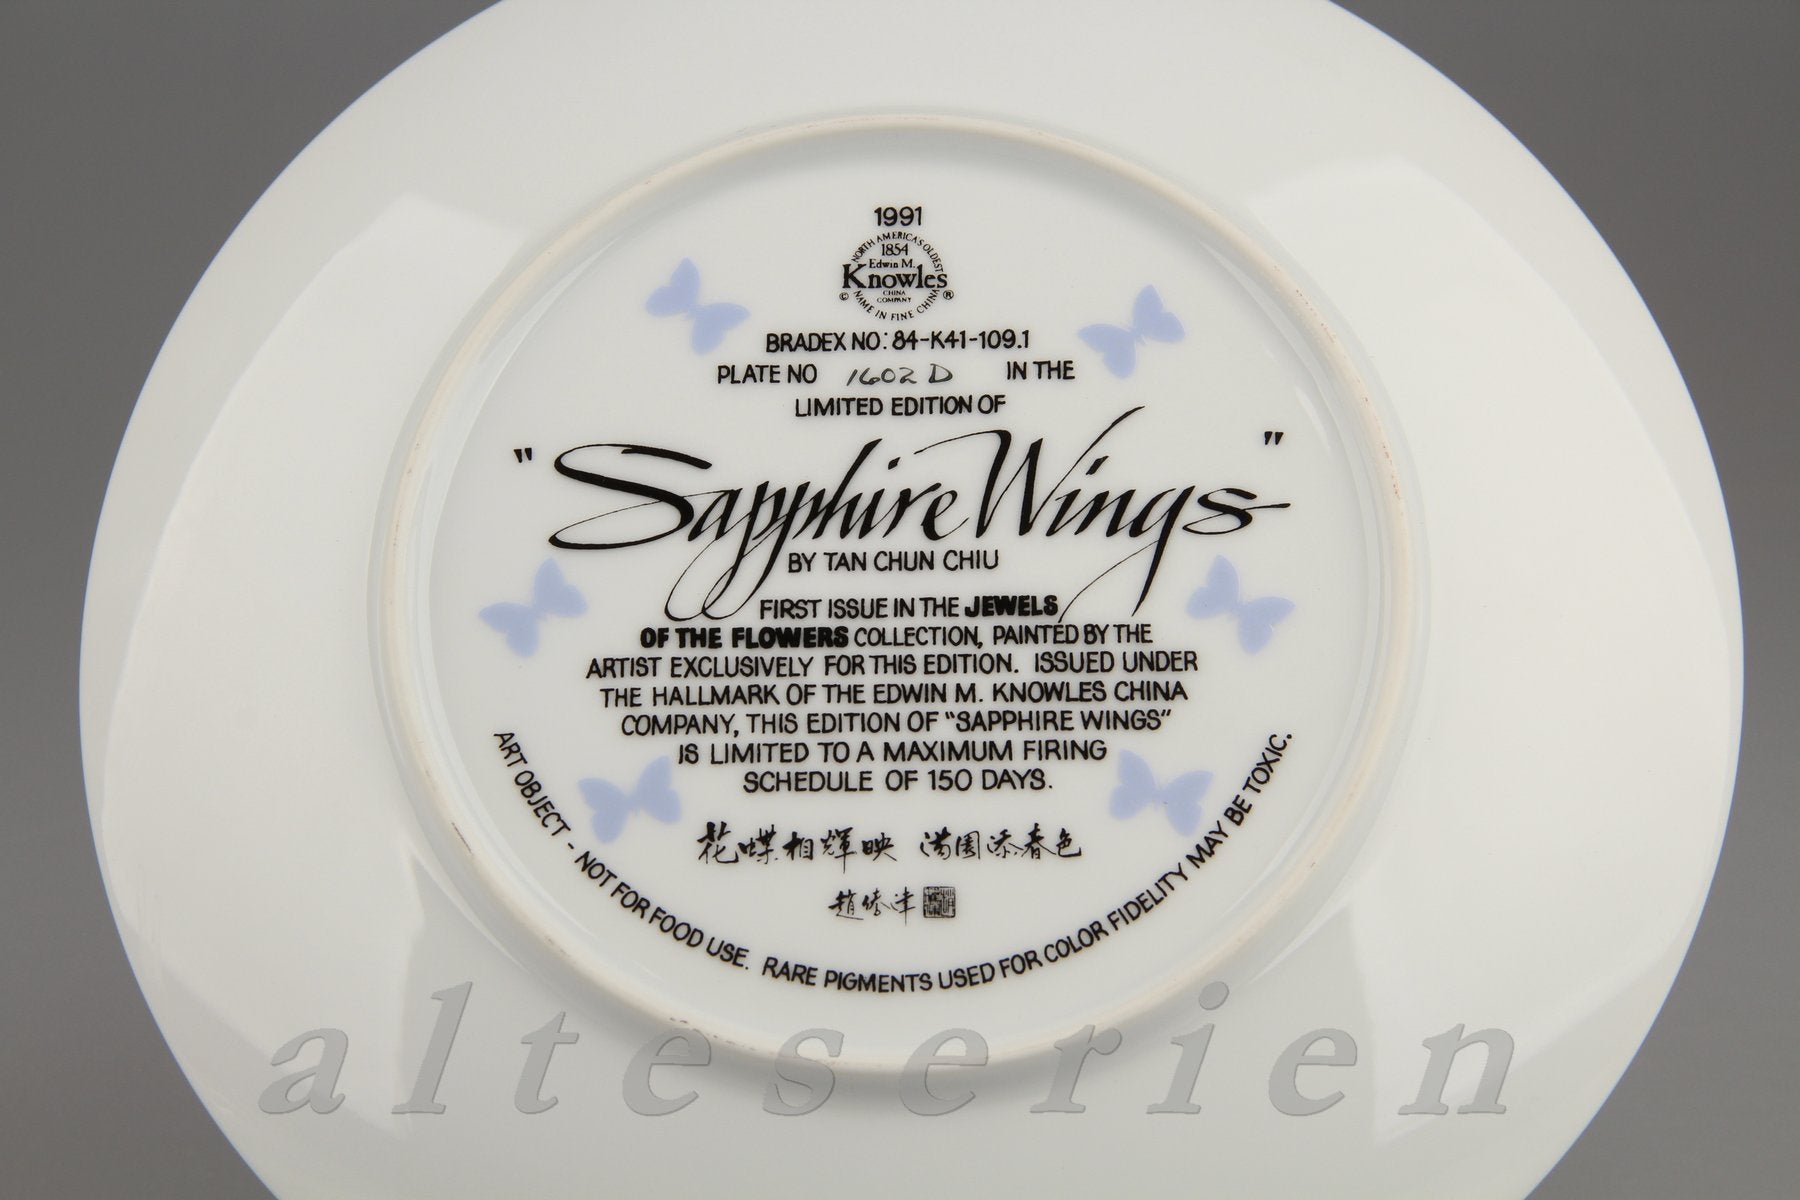 1991
NORTH AMERICA'S OLDEST
1854
Edwin M.
Knowles
CHINA
COMPANY
© ®
NAME IN FINE CHINA
BRADEX NO: 84-K41-109.1
PLATE NO 1602 D IN THE
LIMITED EDITION OF
"Sapphire Wings"
BY TAN CHUN CHIU
FIRST ISSUE IN THE JEWELS
OF THE FLOWERS COLLECTION, PAINTED BY THE
ARTIST EXCLUSIVELY FOR THIS EDITION. ISSUED UNDER
THE HALLMARK OF THE EDWIN M. KNOWLES CHINA
COMPANY, THIS EDITION OF "SAPPHIRE WINGS"
IS LIMITED TO A MAXIMUM FIRING
SCHEDULE OF 150 DAYS.
花蝶相輝映 满園添春色
ART OBJECT - NOT FOR FOOD USE. RARE PIGMENTS USED FOR COLOR FIDELITY MAY BE TOXIC.
alteserien